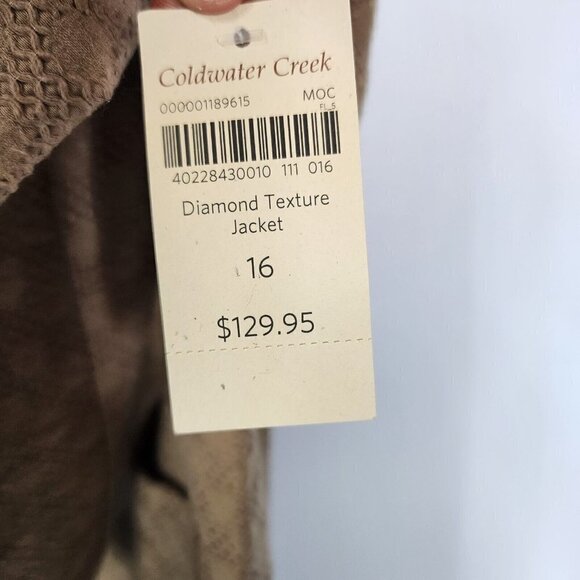 Coldwater Creek
000001189615 MOC
FL_5
40228430010 111 016
Diamond Texture
Jacket
16
$129.95